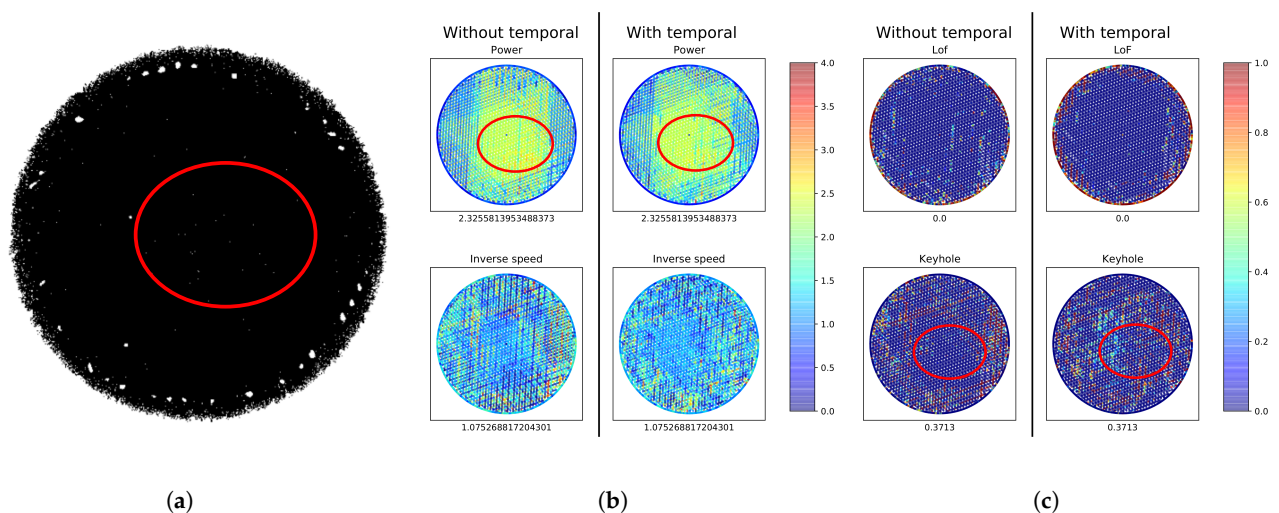 Without temporal
With temporal
Power
Power
2.3255813953488373
2.3255813953488373
Inverse speed
Inverse speed
1.075268817204301
1.075268817204301
4.0
3.5
3.0
2.5
2.0
1.5
1.0
0.5
0.0
Without temporal
With temporal
Lof
LoF
0.0
0.0
Keyhole
Keyhole
0.3713
0.3713
1.0
0.8
0.6
0.4
0.2
0.0
(a)
(b)
(c)